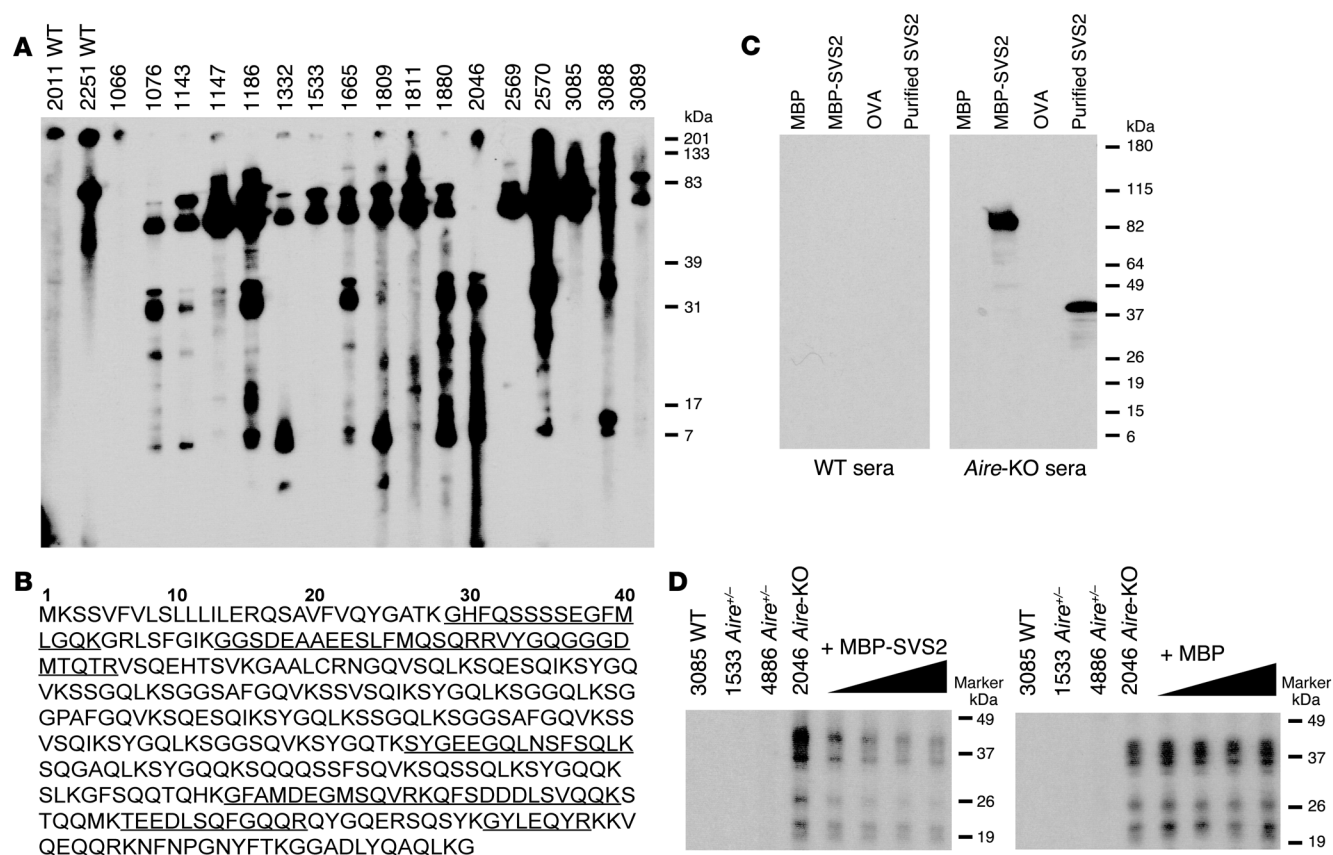 A
2011 WT
2251 WT
1066
1076
1143
1147
1186
1332
1533
1665
1809
1811
1880
2046
2569
2570
3085
3088
3089
kDa
201
133
83
39
31
17
7
B
1 10 20 30 40
MKSSVFVLSLLLILERQSAVFVQYGATKGHFQSSSSEGFM
LGQKGRLSFGIKGGSDEAAEESLFMQSQRRVYGQGGGD
MTQTRVSQEHTSVKGAALCRNGQVSQLKSQESQIKSYGQ
VKSSGQLKSGGSAFGQVKSSVSQIKSYGQLKSGGQLKSG
GPAFGQVKSQESQIKSYGQLKSSGQLKSGGSAFGQVKSS
VSQIKSYGQLKSGGSQVKSYGQTKSYGEEGQLNSFSQLK
SQGAQLKSYGQQKSQQQSSFSQVKSQSSQLKSYGQQK
SLKGFSQQTQHKGFAMDEGMSQVRKQFSDDDLSVQQKS
TQQMKTEEDLSQFGQQRQYGQERSQSYKGYLEQYRKKV
QEQQRKNFNPGNYFTKGGADLYQAQLKG
C
MBP
MBP-SVS2
OVA
Purified SVS2
MBP
MBP-SVS2
OVA
Purified SVS2
kDa
180
115
82
64
49
37
26
19
15
6
WT sera
Aire-KO sera
D
3085 WT
1533 Aire+/–
4886 Aire+/–
2046 Aire-KO
+ MBP-SVS2
Marker
kDa
49
37
26
19
3085 WT
1533 Aire+/–
4886 Aire+/–
2046 Aire-KO
+ MBP
Marker
kDa
49
37
26
19